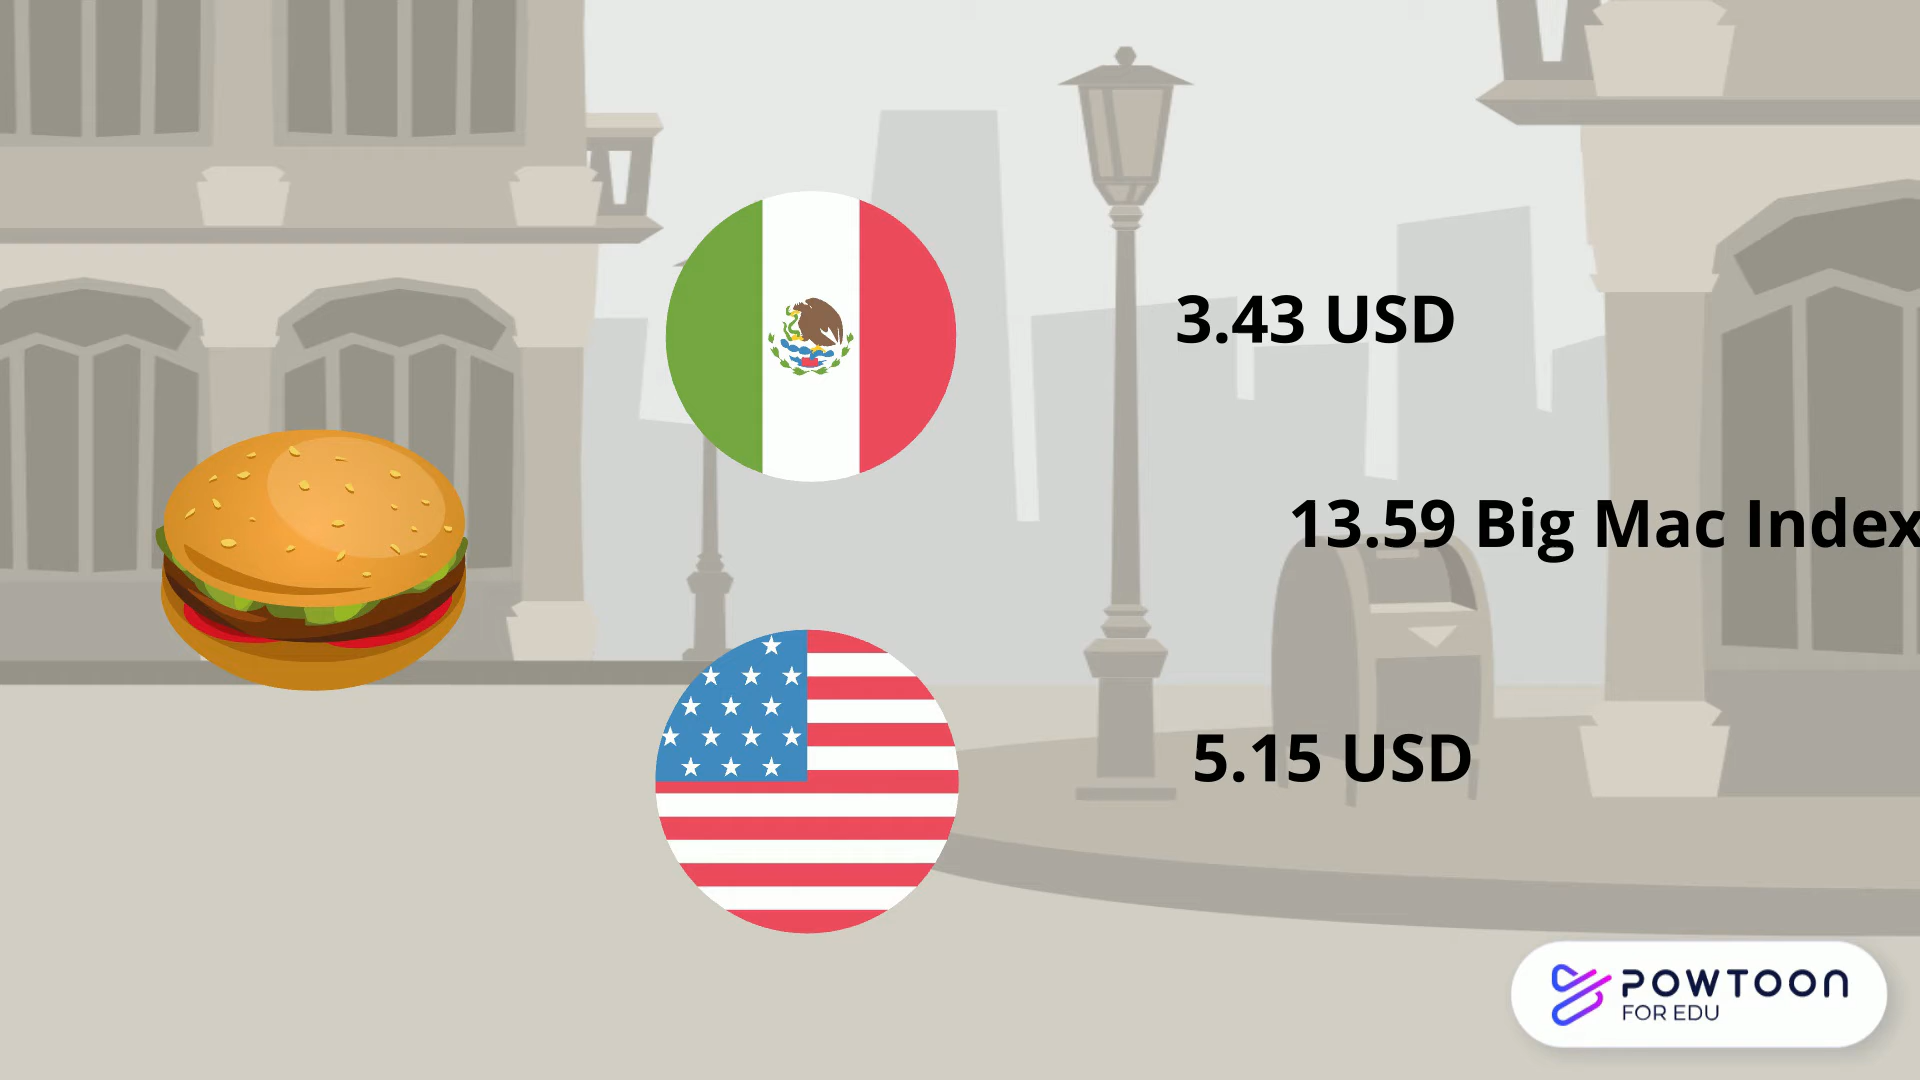 3.43 USD
13.59 Big Mac Index
5.15 USD
POWTOON
FOR EDU